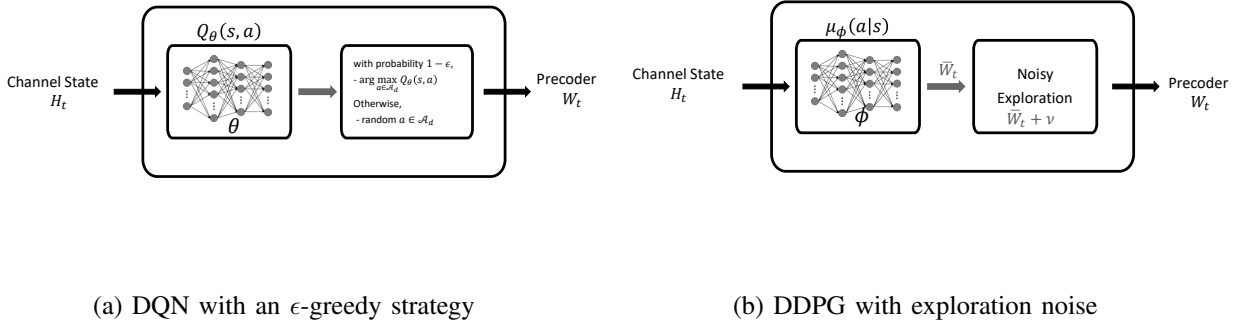 Q_θ(s, a)
Channel State
H_t
θ
with probability 1 − ϵ,
- arg max Q_θ(s, a)
a∈𝒜_d
Otherwise,
- random a ∈ 𝒜_d
Precoder
W_t
(a) DQN with an ϵ-greedy strategy
μ_ϕ(a|s)
Channel State
H_t
ϕ
W̅_t
Noisy
Exploration
W̅_t + ν
Precoder
W_t
(b) DDPG with exploration noise